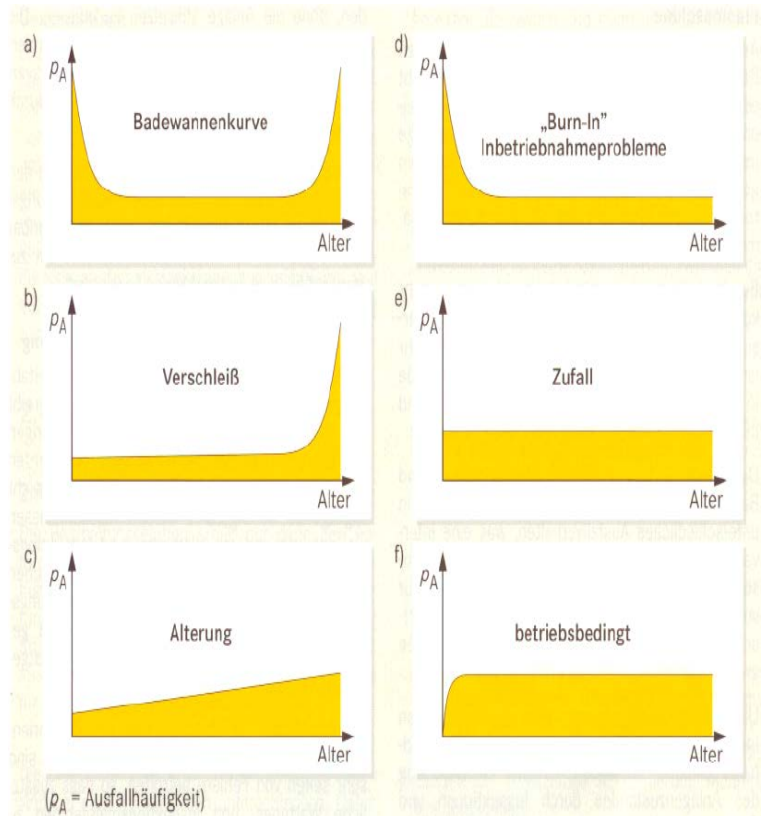 a)
pA
Badewannenkurve
Alter
d)
pA
„Burn-In”
Inbetriebnahmeprobleme
Alter
b)
pA
Verschleiß
Alter
e)
pA
Zufall
Alter
c)
pA
Alterung
Alter
f)
pA
betriebsbedingt
Alter
(pA = Ausfallhäufigkeit)